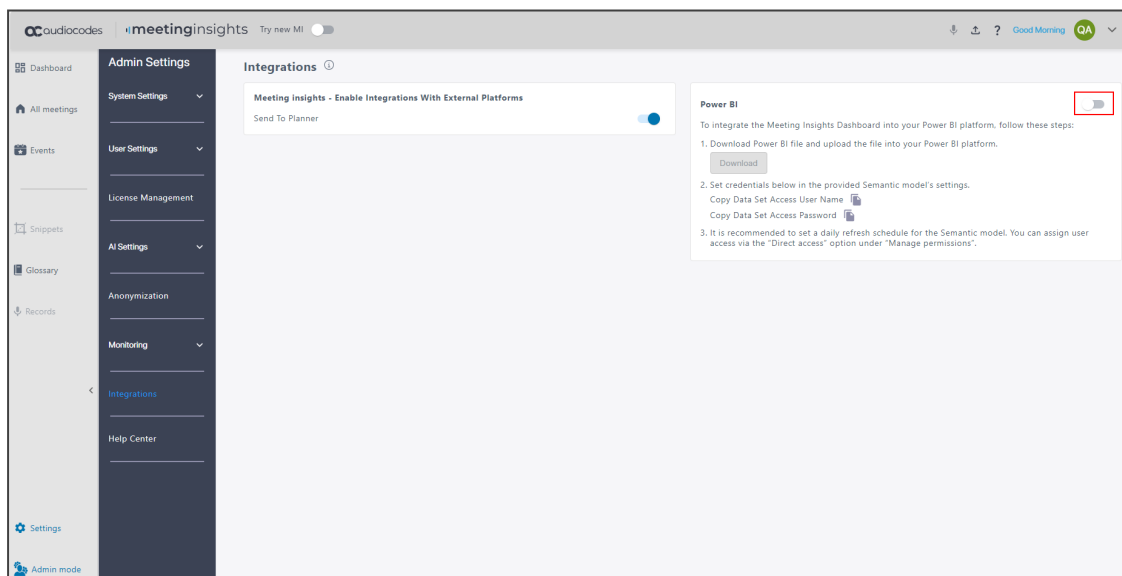 audiocodes meetinginsights Try new MI
? Good Morning QA
Dashboard
All meetings
Events
Snippets
Glossary
Records
Settings
Admin mode
Admin Settings
System Settings
User Settings
License Management
AI Settings
Anonymization
Monitoring
Integrations
Help Center
Integrations
Meeting insights - Enable Integrations With External Platforms
Send To Planner
Power BI
To integrate the Meeting Insights Dashboard into your Power BI platform, follow these steps:
1. Download Power BI file and upload the file into your Power BI platform.
Download
2. Set credentials below in the provided Semantic model's settings.
Copy Data Set Access User Name
Copy Data Set Access Password
3. It is recommended to set a daily refresh schedule for the Semantic model. You can assign user
access via the "Direct access" option under "Manage permissions".